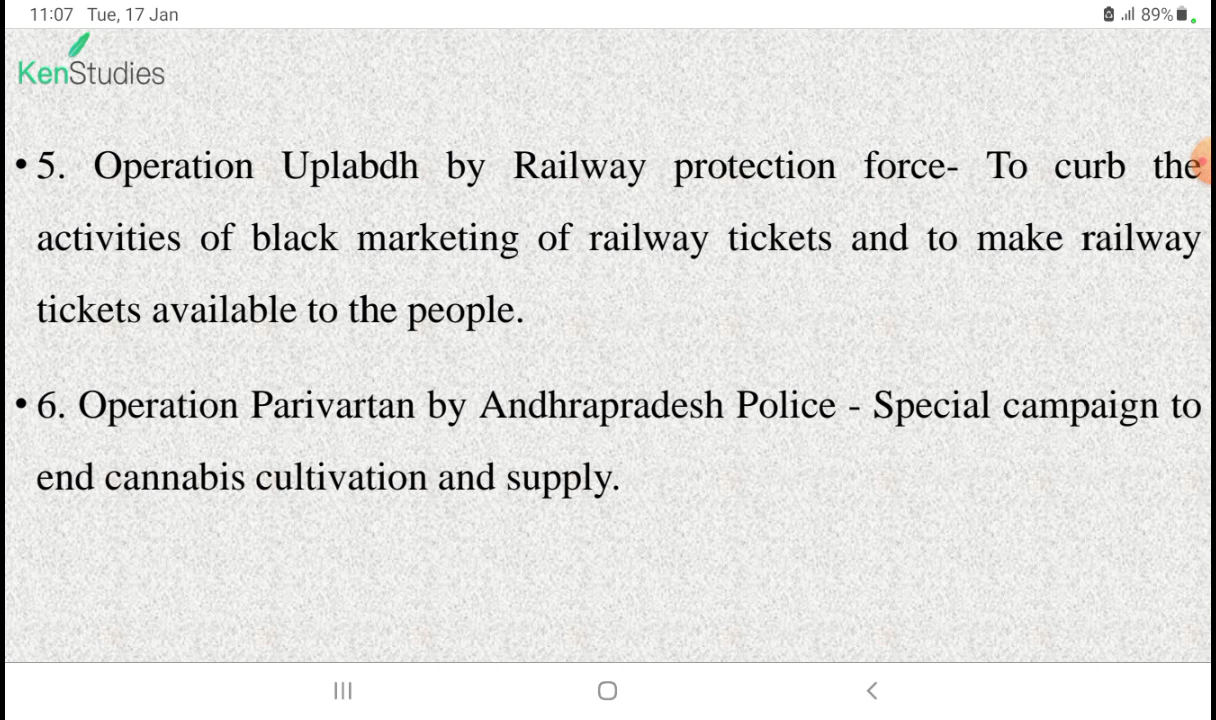 11:07 Tue, 17 Jan 89%
KenStudies
• 5. Operation Uplabdh by Railway protection force- To curb the
activities of black marketing of railway tickets and to make railway
tickets available to the people.
• 6. Operation Parivartan by Andhrapradesh Police - Special campaign to
end cannabis cultivation and supply.